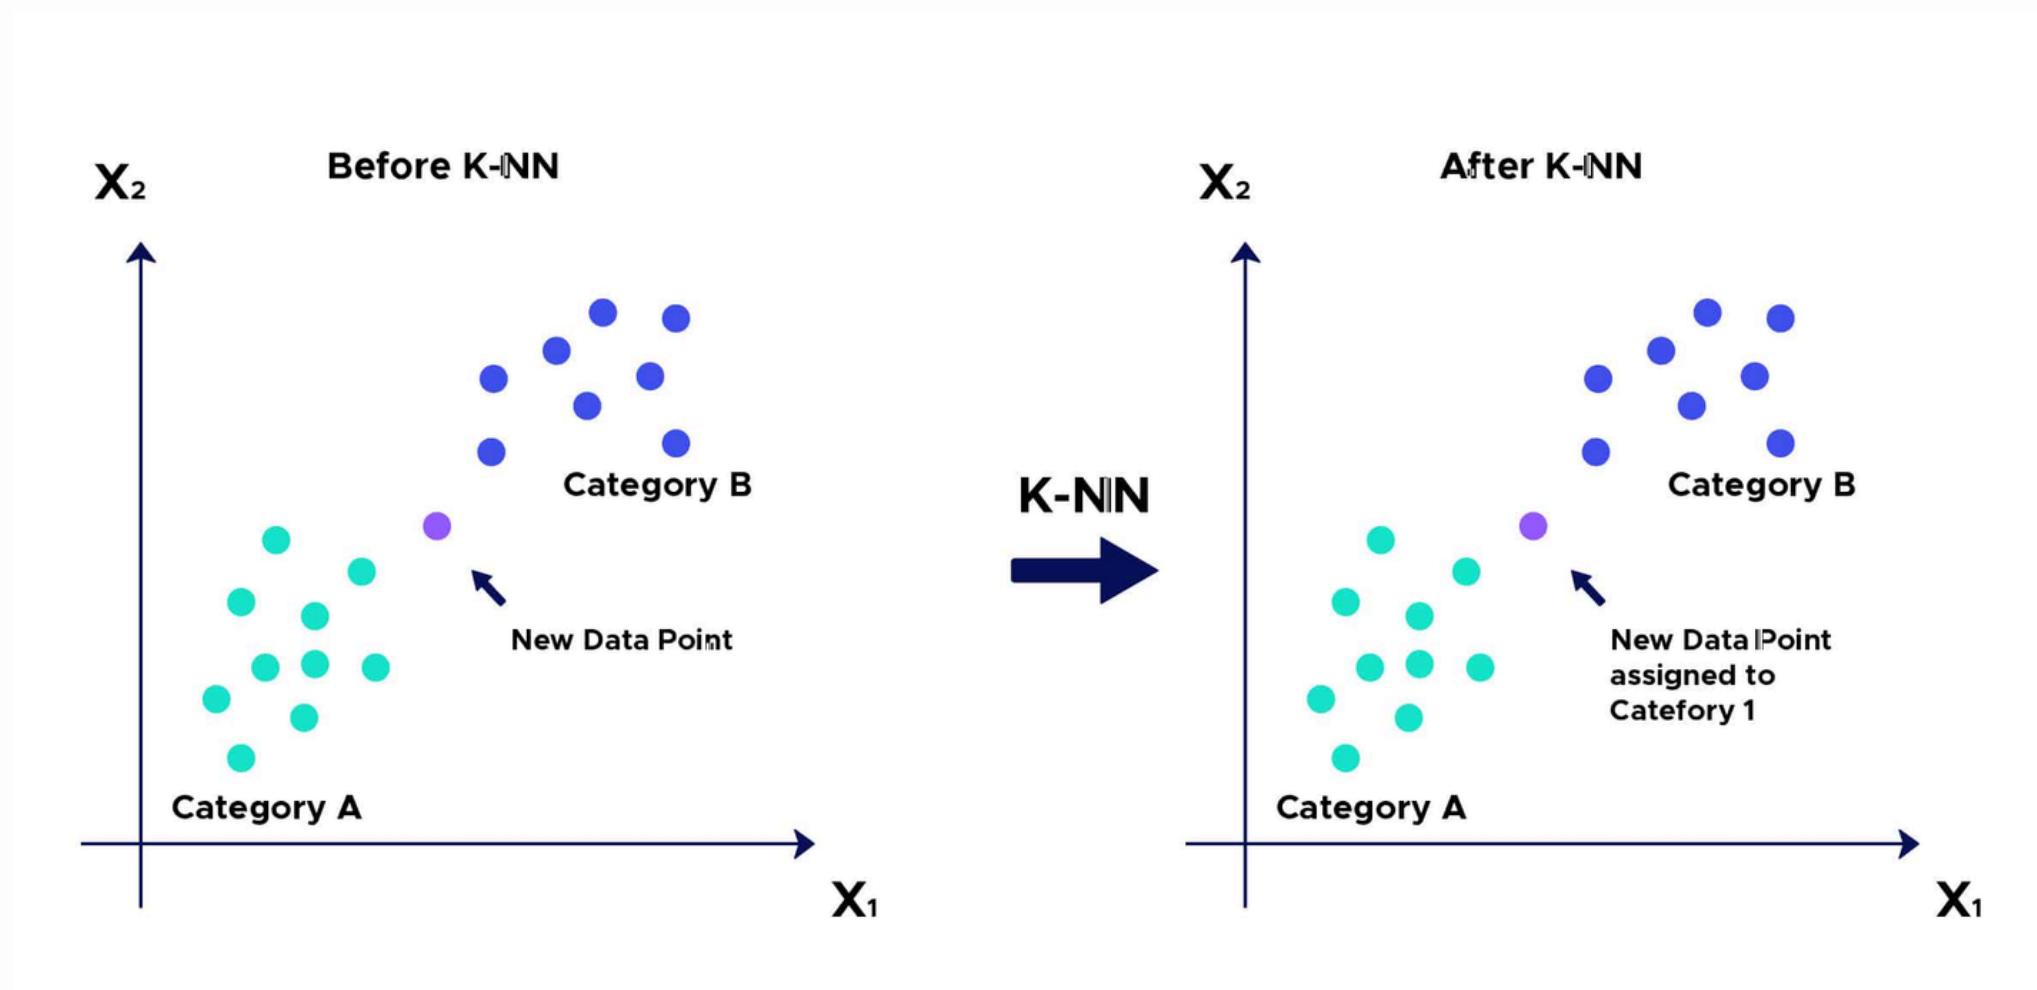 Before K-NN
X2
Category B
New Data Point
Category A
X1
K-NN
After K-NN
X2
Category B
New Data Point
assigned to
Catefory 1
Category A
X1